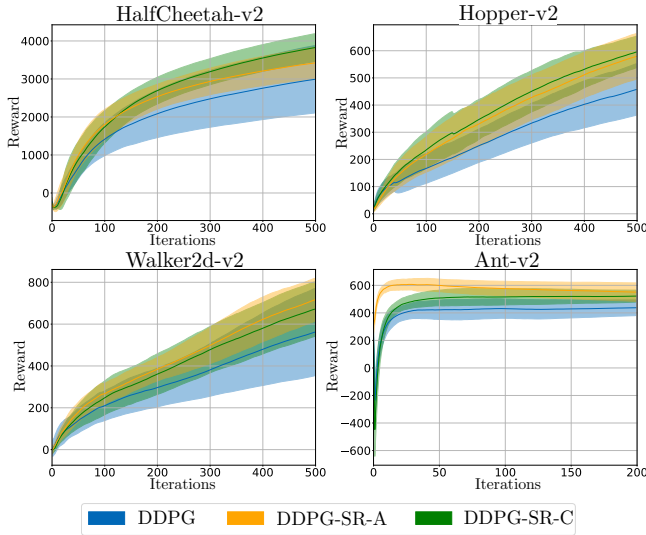 HalfCheetah-v2
Hopper-v2
4000
3000
2000
1000
0
Reward
0 100 200 300 400 500
Iterations
600
500
400
300
200
100
0
Reward
0 100 200 300 400 500
Iterations
Walker2d-v2
Ant-v2
800
600
400
200
0
Reward
0 100 200 300 400 500
Iterations
600
400
200
0
−200
−400
−600
Reward
0 50 100 150 200
Iterations
DDPG DDPG-SR-A DDPG-SR-C